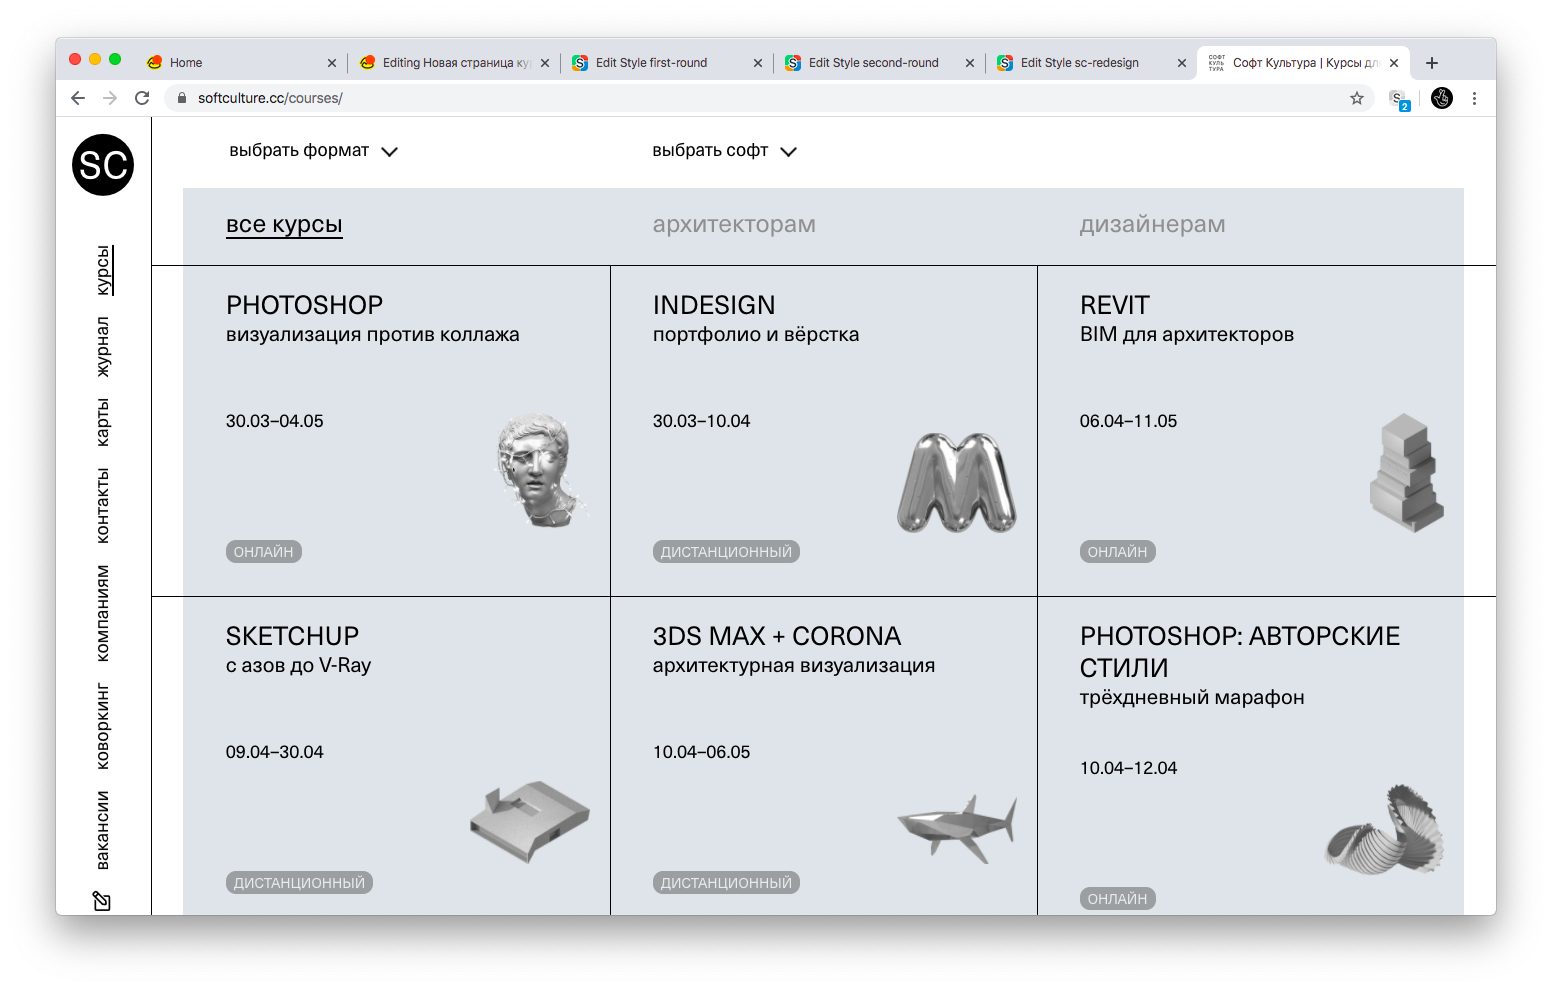 Home
Editing Новая страница ку
Edit Style first-round
Edit Style second-round
Edit Style sc-redesign
СОФТ
КУЛЬ
ТУРА
Софт Культура | Курсы дл
softculture.cc/courses/
S
2
SC
курсы
журнал
карты
контакты
компаниям
коворкинг
вакансии
выбрать формат
выбрать софт
все курсы
архитекторам
дизайнерам
PHOTOSHOP
визуализация против коллажа
30.03–04.05
ОНЛАЙН
INDESIGN
портфолио и вёрстка
30.03–10.04
ДИСТАНЦИОННЫЙ
REVIT
BIM для архитекторов
06.04–11.05
ОНЛАЙН
SKETCHUP
с азов до V-Ray
09.04–30.04
ДИСТАНЦИОННЫЙ
3DS MAX + CORONA
архитектурная визуализация
10.04–06.05
ДИСТАНЦИОННЫЙ
PHOTOSHOP: АВТОРСКИЕ
СТИЛИ
трёхдневный марафон
10.04–12.04
ОНЛАЙН